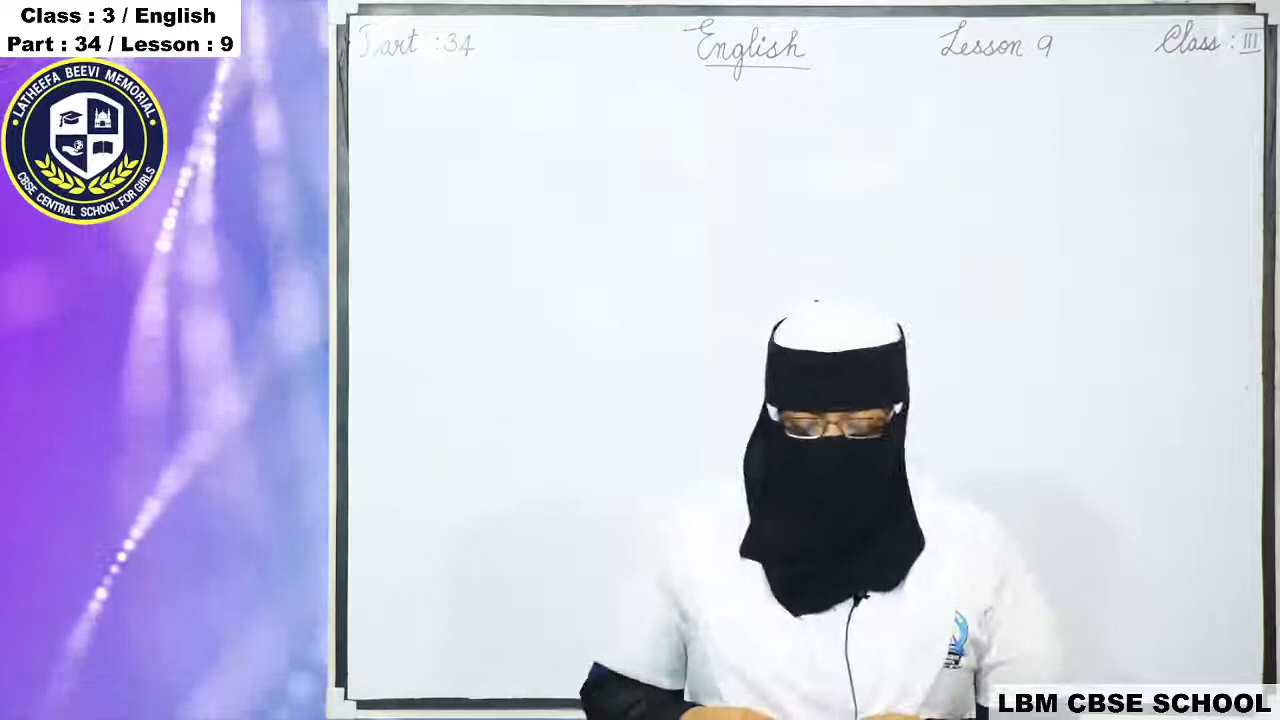 Class : 3 / English
Part : 34 / Lesson : 9
LATHEEFA BEEVI MEMORIAL
CBSE CENTRAL SCHOOL FOR GIRLS
Part : 34 English Lesson 9 Class : III
LBM CBSE SCHOOL